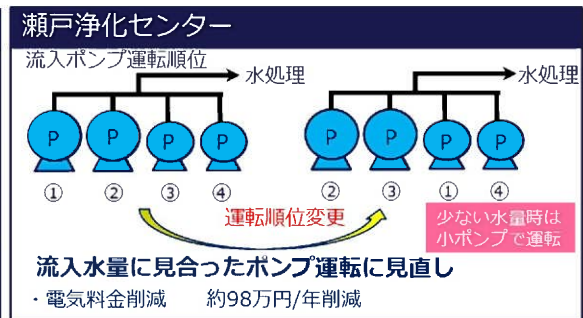 瀬戸浄化センター
流入ポンプ運転順位
水処理 水処理
P P P P P P P P
① ② ③ ④ ② ③ ① ④
運転順位変更
少ない水量時は
小ポンプで運転
流入水量に見合ったポンプ運転に見直し
・電気料金削減 約98万円/年削減